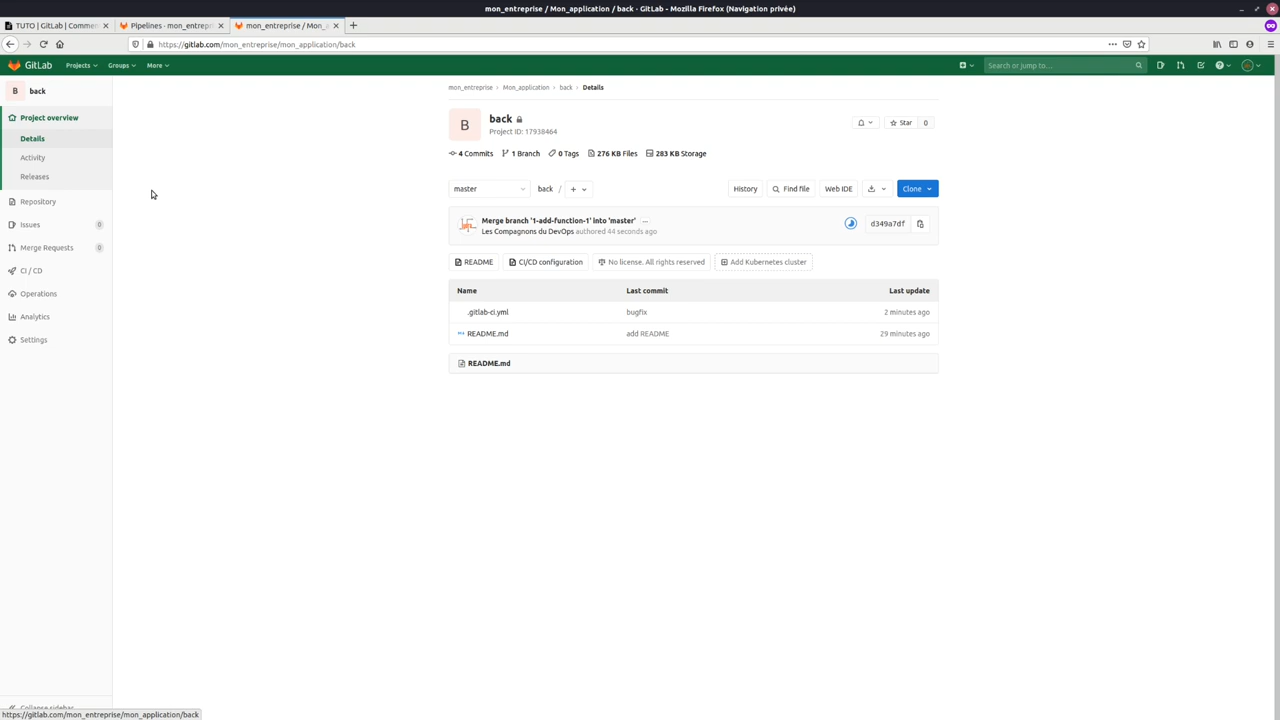 mon_entreprise / Mon_application / back · GitLab - Mozilla Firefox (Navigation privée)
TUTO | GitLab | Commen
Pipelines · mon_entrepri
mon_entreprise / Mon_a
https://gitlab.com/mon_entreprise/mon_application/back
GitLab
Projects
Groups
More
Search or jump to...
B
back
mon_entreprise
Mon_application
back
Details
Project overview
B
back
Project ID: 17938464
Star
0
Details
4 Commits
1 Branch
0 Tags
276 KB Files
283 KB Storage
Activity
Releases
master
back /
+
History
Find file
Web IDE
Clone
Repository
Issues
0
Merge branch '1-add-function-1' into 'master'
Les Compagnons du DevOps authored 44 seconds ago
d349a7df
Merge Requests
0
CI / CD
README
CI/CD configuration
No license. All rights reserved
Add Kubernetes cluster
Operations
Name
Last commit
Last update
Analytics
.gitlab-ci.yml
bugfix
2 minutes ago
Settings
README.md
add README
29 minutes ago
README.md
Collapse sidebar
https://gitlab.com/mon_entreprise/mon_application/back